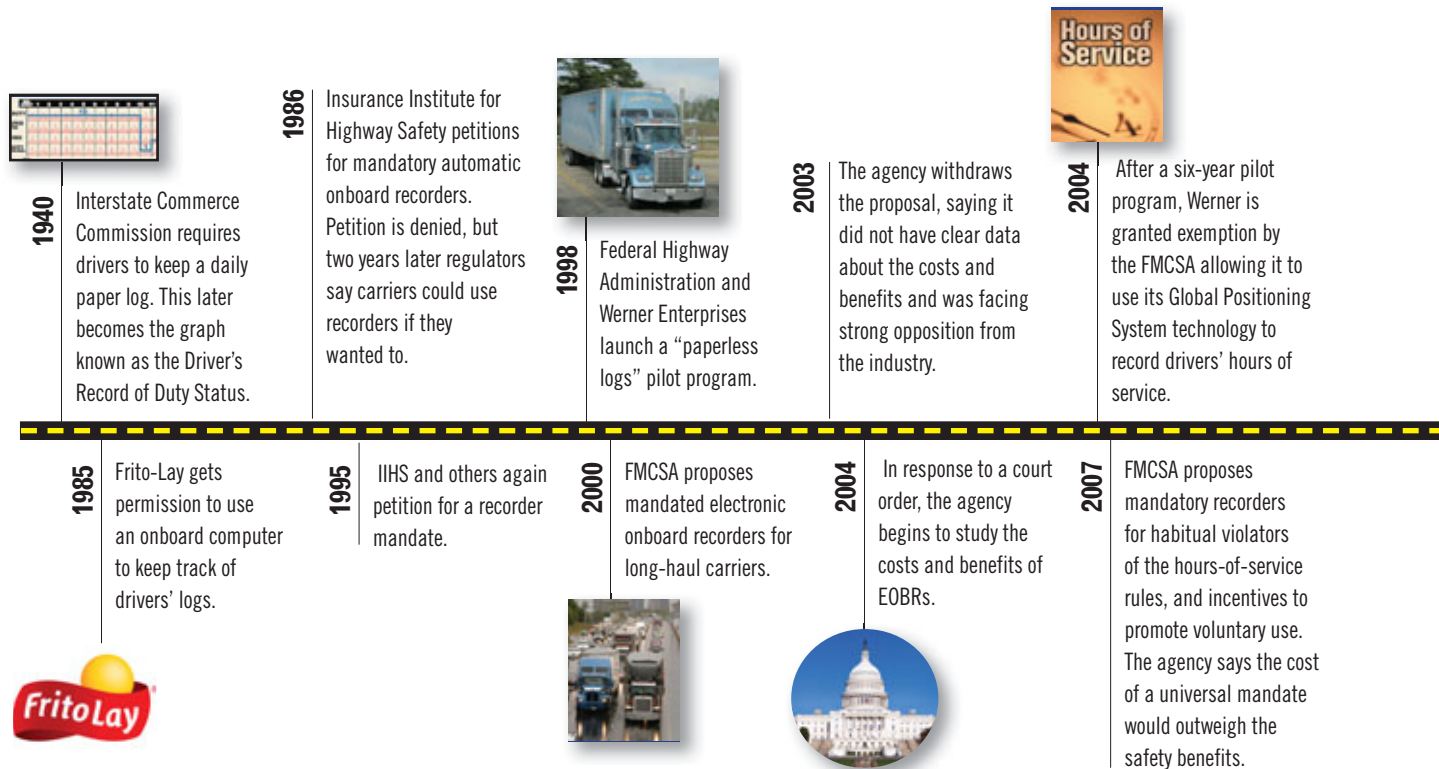 1940
Interstate Commerce
Commission requires
drivers to keep a daily
paper log. This later
becomes the graph
known as the Driver's
Record of Duty Status.
1985
Frito-Lay gets
permission to use
an onboard computer
to keep track of
drivers' logs.
FritoLay
1986
Insurance Institute for
Highway Safety petitions
for mandatory automatic
onboard recorders.
Petition is denied, but
two years later regulators
say carriers could use
recorders if they
wanted to.
1995
IIHS and others again
petition for a recorder
mandate.
1998
Federal Highway
Administration and
Werner Enterprises
launch a “paperless
logs” pilot program.
2000
FMCSA proposes
mandated electronic
onboard recorders for
long-haul carriers.
2003
The agency withdraws
the proposal, saying it
did not have clear data
about the costs and
benefits and was facing
strong opposition from
the industry.
2004
In response to a court
order, the agency
begins to study the
costs and benefits of
EOBRs.
Hours of
Service
4
2004
After a six-year pilot
program, Werner is
granted exemption by
the FMCSA allowing it to
use its Global Positioning
System technology to
record drivers' hours of
service.
2007
FMCSA proposes
mandatory recorders
for habitual violators
of the hours-of-service
rules, and incentives to
promote voluntary use.
The agency says the cost
of a universal mandate
would outweigh the
safety benefits.